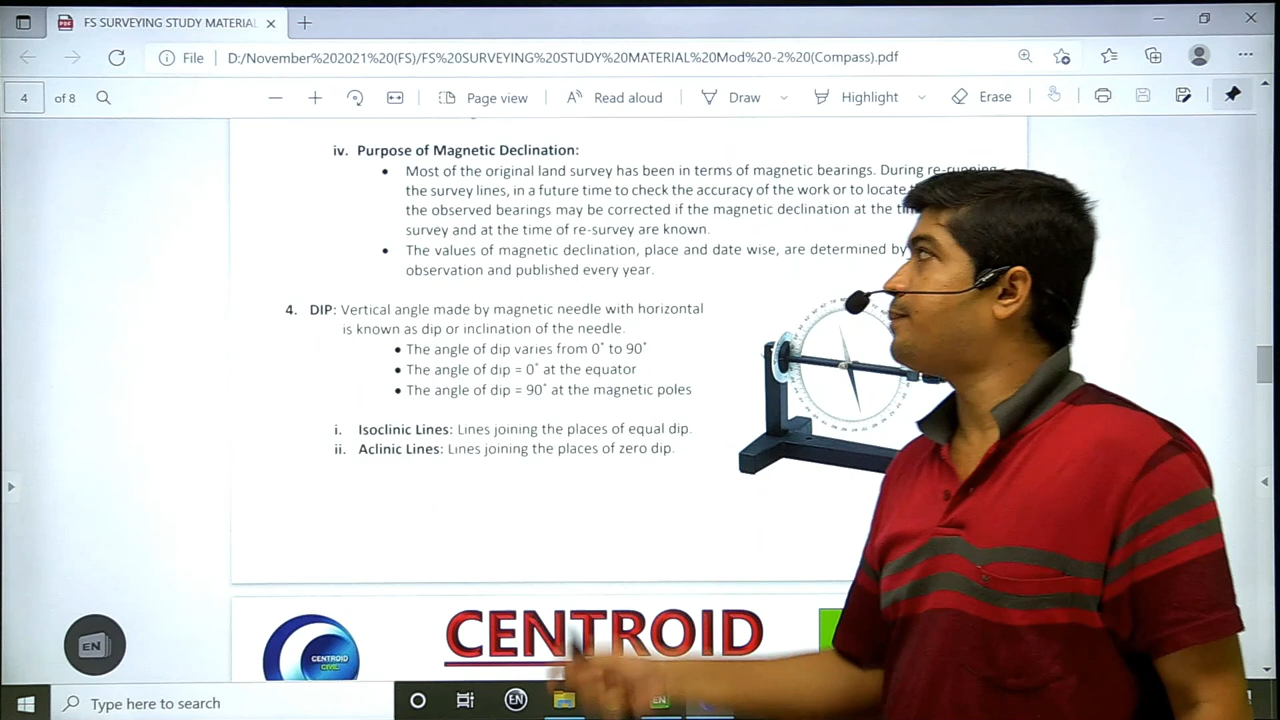 FS SURVEYING STUDY MATERIAL
File
D:/November%202021%20(FS)/FS%20SURVEYING%20STUDY%20MATERIAL%20Mod%20-2%20(Compass).pdf
4 of 8
Page view
Read aloud
Draw
Highlight
Erase
iv. Purpose of Magnetic Declination:
• Most of the original land survey has been in terms of magnetic bearings. During re-running
the survey lines, in a future time to check the accuracy of the work or to locate
the observed bearings may be corrected if the magnetic declination at the
survey and at the time of re-survey are known.
• The values of magnetic declination, place and date wise, are determined by
observation and published every year.
4. DIP: Vertical angle made by magnetic needle with horizontal
is known as dip or inclination of the needle.
• The angle of dip varies from 0° to 90°
• The angle of dip = 0° at the equator
• The angle of dip = 90° at the magnetic poles
i. Isoclinic Lines: Lines joining the places of equal dip.
ii. Aclinic Lines: Lines joining the places of zero dip.
EN
CENTROID
CIVIL
CENTROID
Type here to search
EN
EN